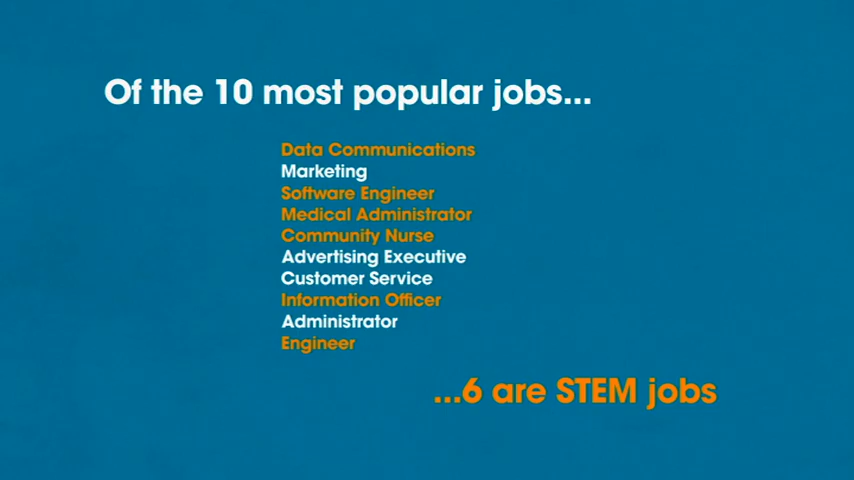 Of the 10 most popular jobs...
Data Communications
Marketing
Software Engineer
Medical Administrator
Community Nurse
Advertising Executive
Customer Service
Information Officer
Administrator
Engineer
...6 are STEM jobs